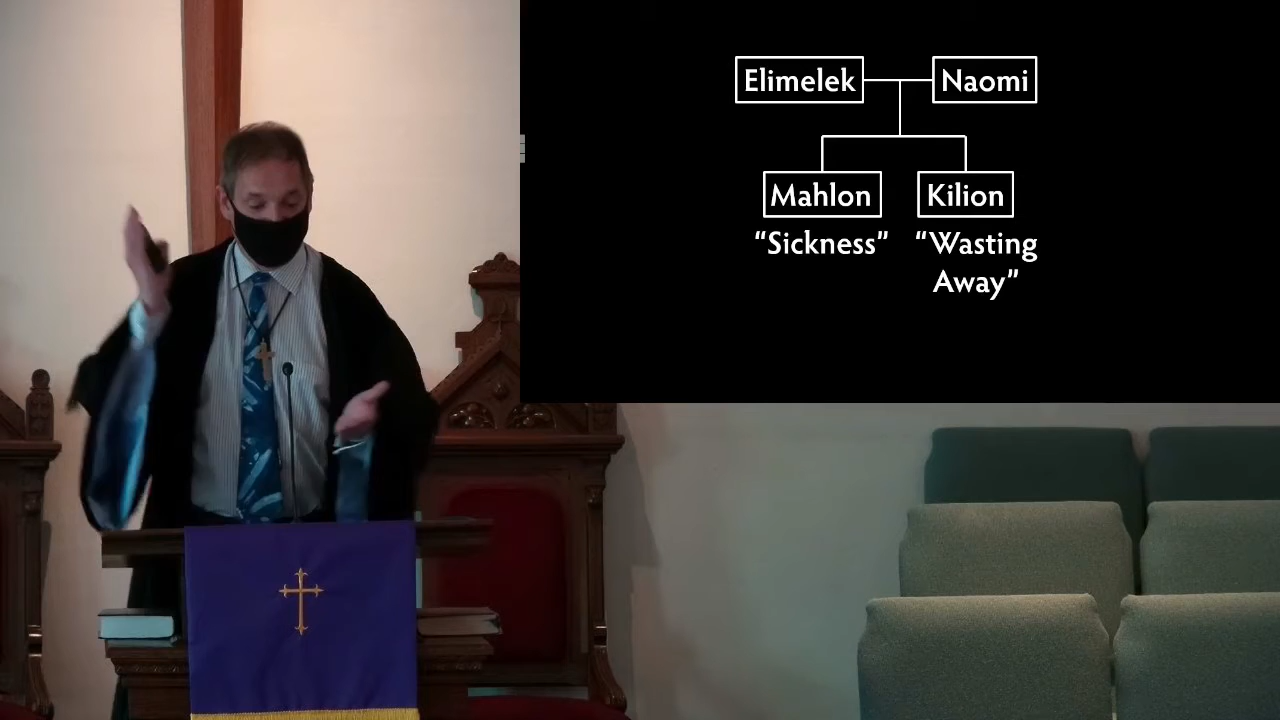 Elimelek
Naomi
Mahlon
Kilion
“Sickness”
“Wasting
Away”